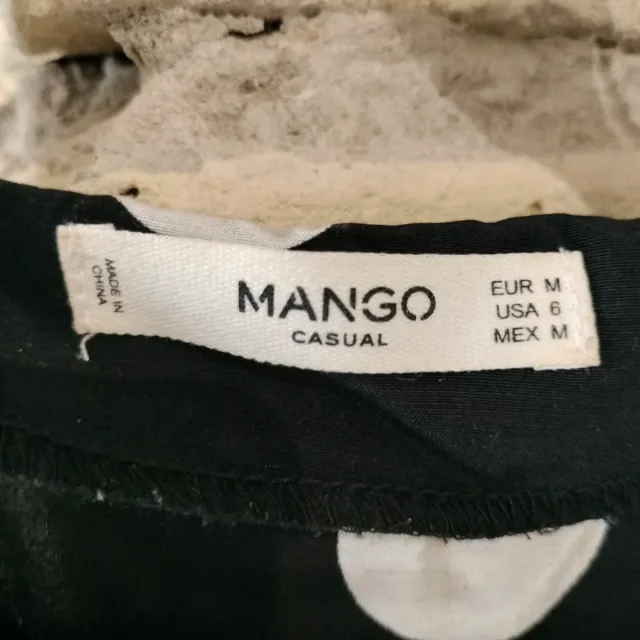 MADE IN
CHINA
MANGO
CASUAL
EUR M
USA 6
MEX M